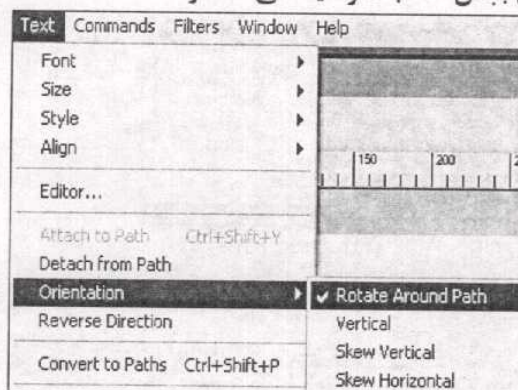 Text Commands Filters Window Help
Font
Size
Style
Align
150 200
Editor...
Attach to Path Ctrl+Shift+Y
Detach from Path
Orientation ✓ Rotate Around Path
Reverse Direction Vertical
Skew Vertical
Convert to Paths Ctrl+Shift+P Skew Horizontal